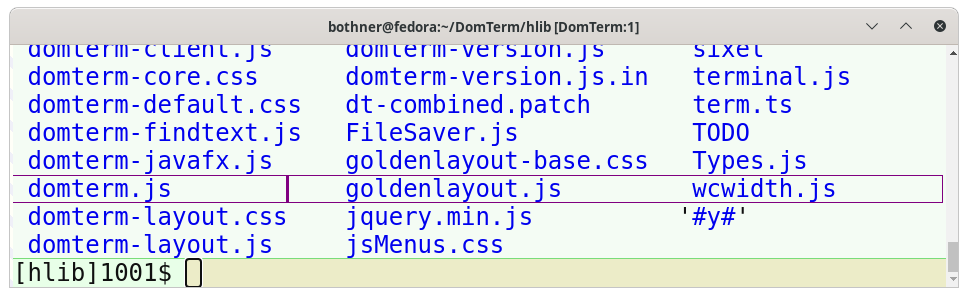 bothner@fedora:~/DomTerm/hlib [DomTerm:1]
domterm-client.js domterm-version.js sixel
domterm-core.css domterm-version.js.in terminal.js
domterm-default.css dt-combined.patch term.ts
domterm-findtext.js FileSaver.js TODO
domterm-javafx.js goldenlayout-base.css Types.js
domterm.js goldenlayout.js wcwidth.js
domterm-layout.css jquery.min.js '#y#'
domterm-layout.js jsMenus.css
[hlib]1001$